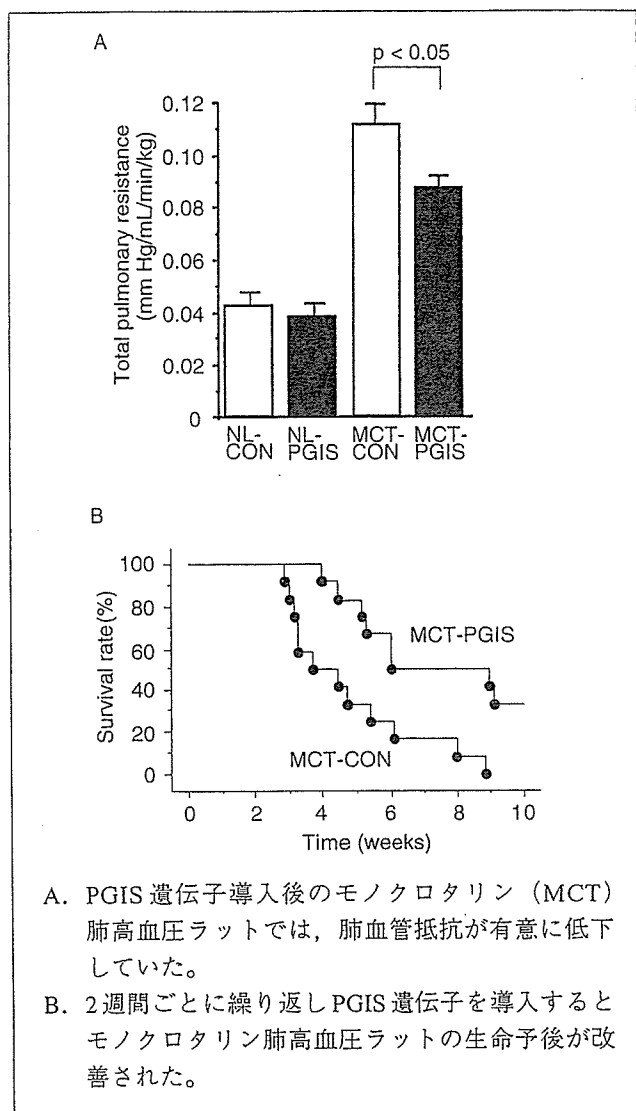 A
p < 0.05
Total pulmonary resistance
(mm Hg/mL/min/kg)
0.12
0.10
0.08
0.06
0.04
0.02
0
NL-
CON
NL-
PGIS
MCT-
CON
MCT-
PGIS
B
Survival rate(%)
100
80
60
40
20
0
MCT-PGIS
MCT-CON
0
2
4
6
8
10
Time (weeks)
A. PGIS遺伝子導入後のモノクロタリン（MCT）
肺高血圧ラットでは，肺血管抵抗が有意に低下
していた。
B. 2週間ごとに繰り返しPGIS遺伝子を導入すると
モノクロタリン肺高血圧ラットの生命予後が改
善された。